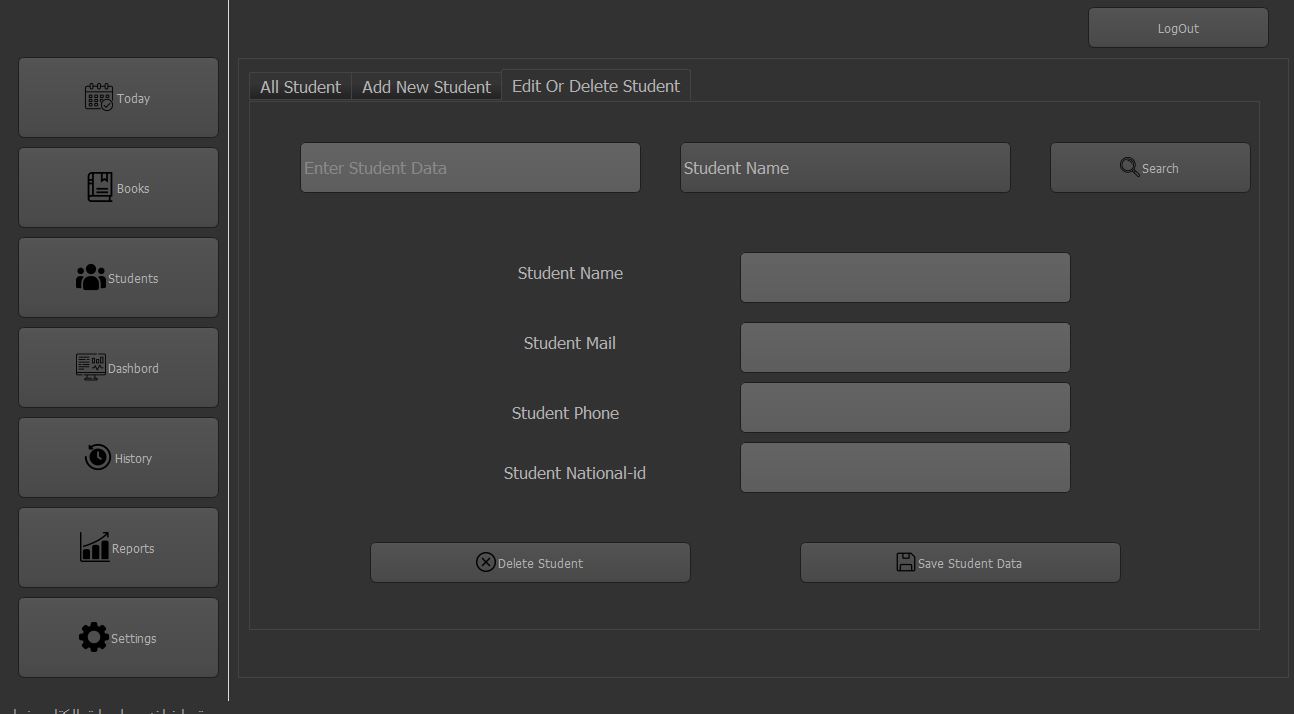 LogOut
Today
Books
Students
Dashbord
History
Reports
Settings
All Student
Add New Student
Edit Or Delete Student
Enter Student Data
Student Name
Search
Student Name
Student Mail
Student Phone
Student National-id
Delete Student
Save Student Data